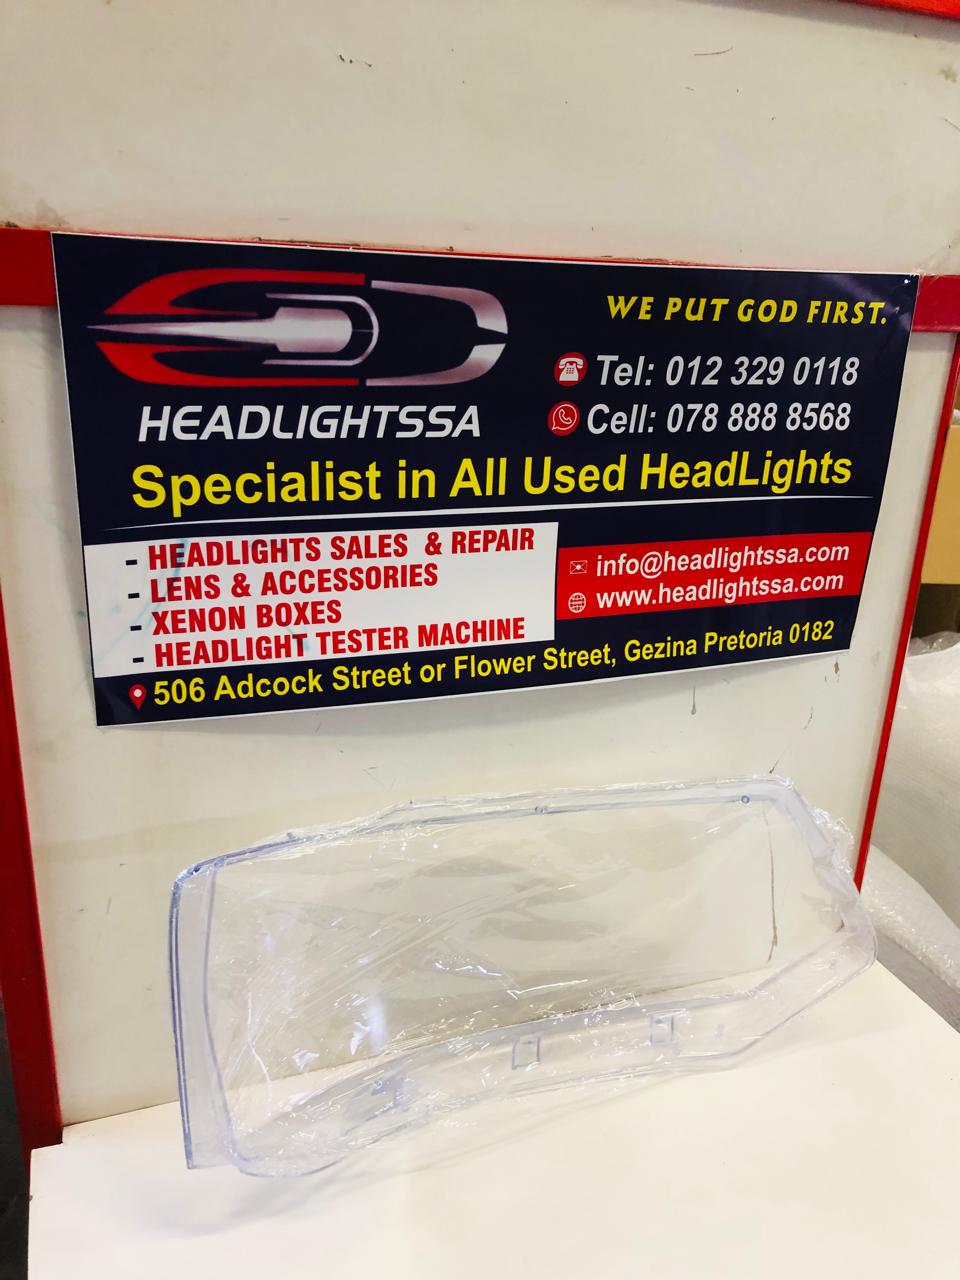 WE PUT GOD FIRST.
Tel: 012 329 0118
HEADLIGHTSSA
Cell: 078 888 8568
Specialist in All Used HeadLights
- HEADLIGHTS SALES & REPAIR
- LENS & ACCESSORIES
- XENON BOXES
- HEADLIGHT TESTER MACHINE
info@headlightssa.com
www.headlightssa.com
506 Adcock Street or Flower Street, Gezina Pretoria 0182